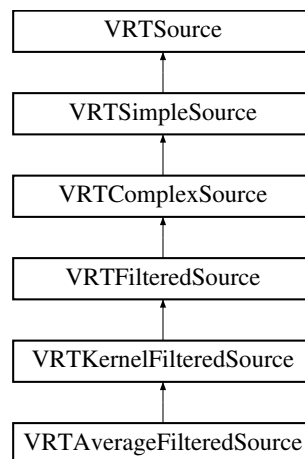 VRTSource
VRTSimpleSource
VRTComplexSource
VRTFilteredSource
VRTKernelFilteredSource
VRTAverageFilteredSource